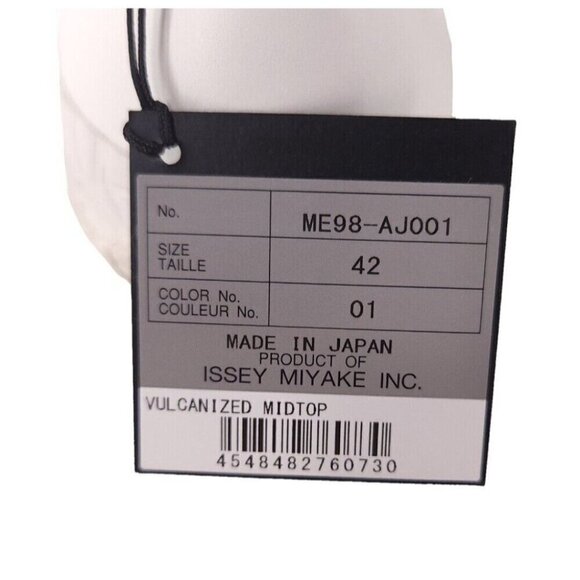 No. ME98-AJ001
SIZE
TAILLE 42
COLOR No.
COULEUR No. 01
MADE IN JAPAN
PRODUCT OF
ISSEY MIYAKE INC.
VULCANIZED MIDTOP
4548482760730